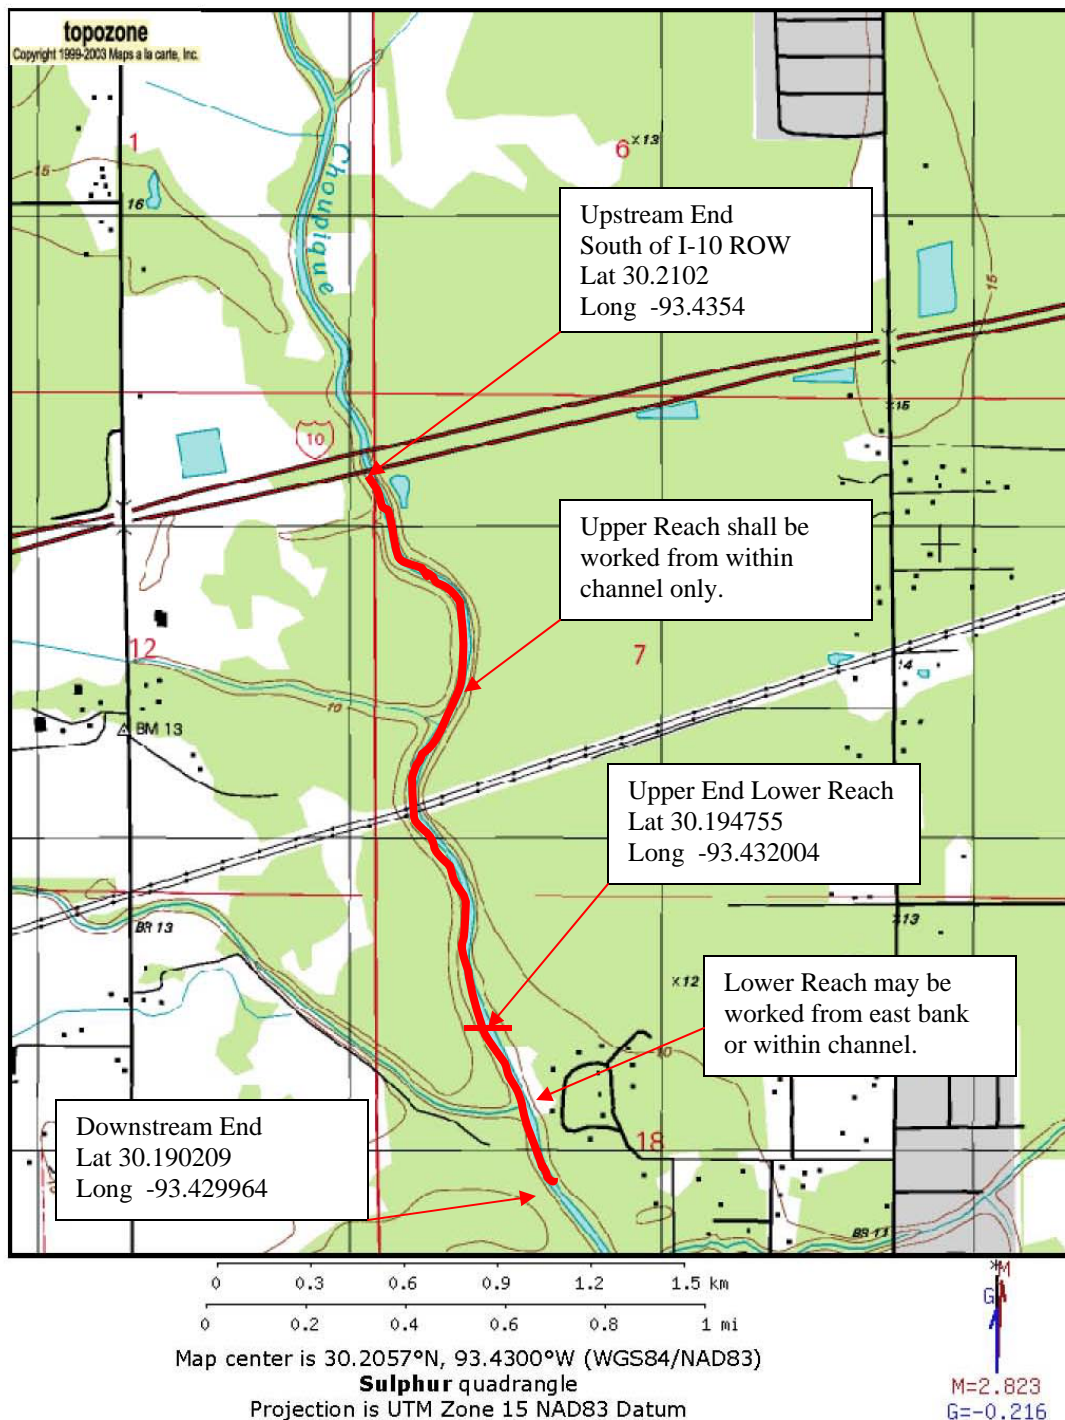 topozone
Copyright 1999-2003 Maps a la carte, Inc.
1
6
×13
15
16
Choupique
Upstream End
South of I-10 ROW
Lat 30.2102
Long -93.4354
15
×15
10
Upper Reach shall be
worked from within
channel only.
12
7
14
10
BM 13
Upper End Lower Reach
Lat 30.194755
Long -93.432004
BR 13
×13
×12
Lower Reach may be
worked from east bank
or within channel.
10
18
Downstream End
Lat 30.190209
Long -93.429964
BR 11
0 0.3 0.6 0.9 1.2 1.5 km
0 0.2 0.4 0.6 0.8 1 mi
Map center is 30.2057°N, 93.4300°W (WGS84/NAD83)
Sulphur quadrangle
Projection is UTM Zone 15 NAD83 Datum
*
M
G
M=2.823
G=-0.216